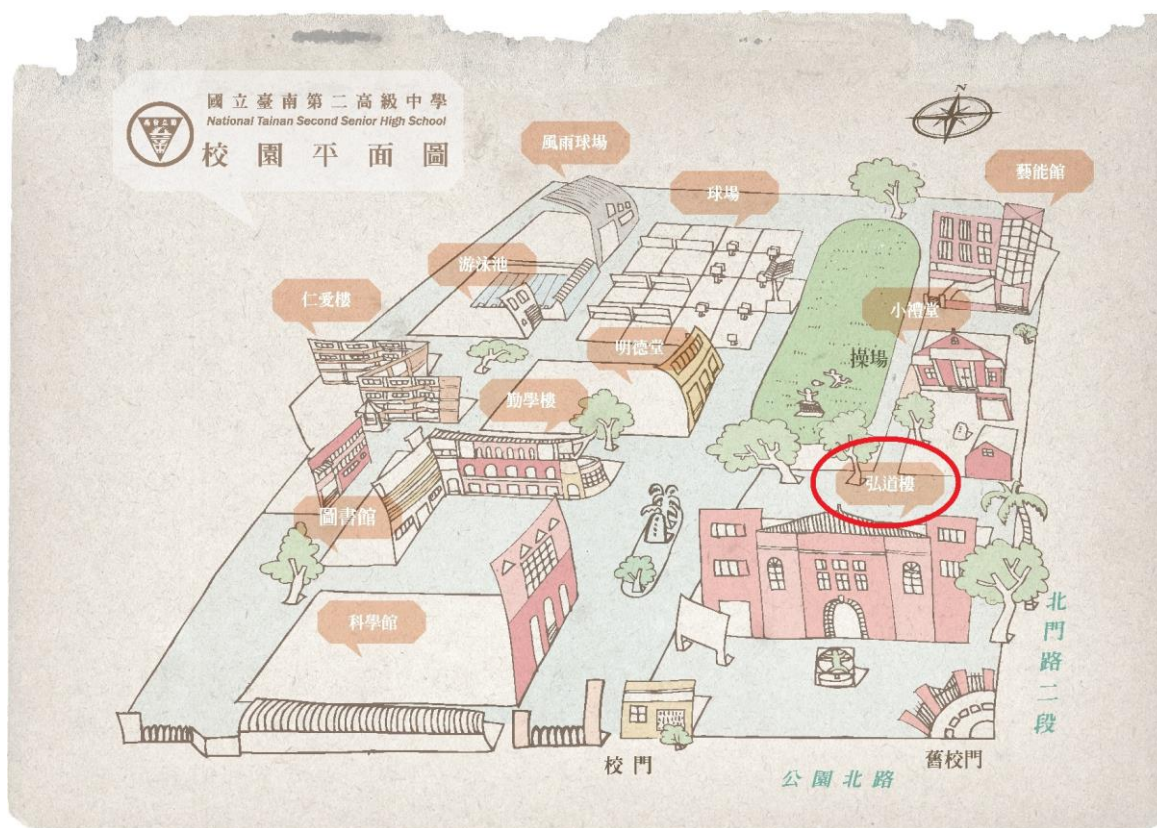 國立臺南第二高級中學
National Tainan Second Senior High School
校園平面圖
N
風雨球場
球場
藝能館
游泳池
仁愛樓
小禮堂
明德堂
操場
勤學樓
弘道樓
圖書館
科學館
北門路二段
校門
舊校門
公園北路